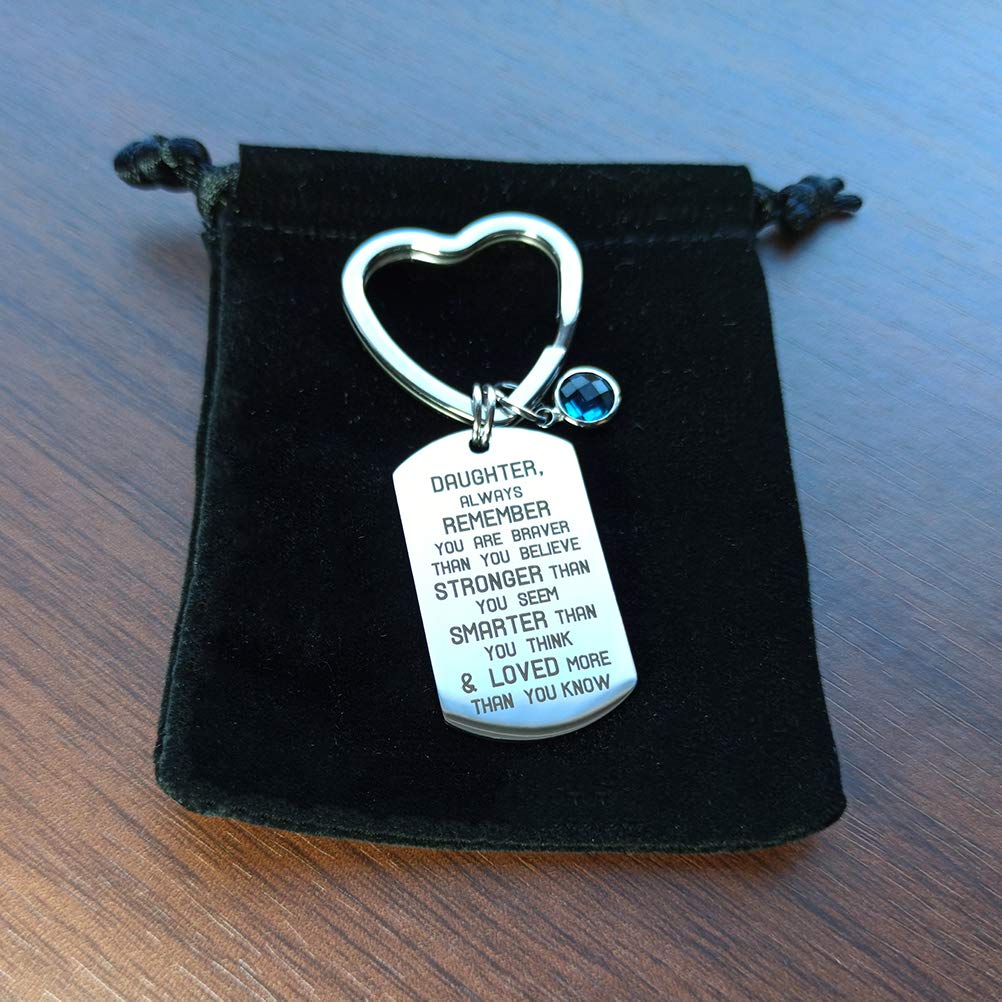 DAUGHTER,
ALWAYS
REMEMBER
YOU ARE BRAVER
THAN YOU BELIEVE
STRONGER THAN
YOU SEEM
SMARTER THAN
YOU THINK
& LOVED MORE
THAN YOU KNOW